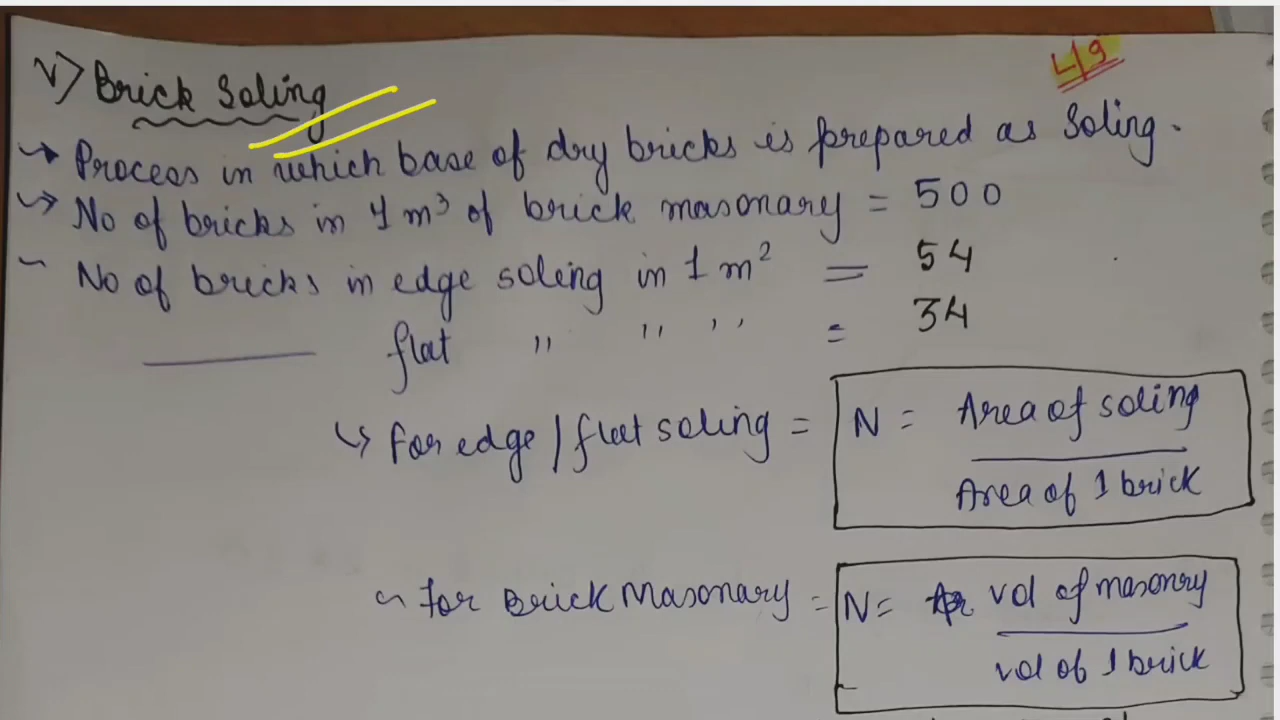 L/9
V) Brick Soling
→ Process in which base of dry bricks is prepared as Soling.
→ No of bricks in 1 m³ of brick masonary = 500
~ No of bricks in edge soling in 1 m² = 54
flat " " " = 34
↳ For edge / flat soling = N = Area of soling
Area of 1 brick
~ for Brick Masonary = N = vol of masonry
vol of 1 brick